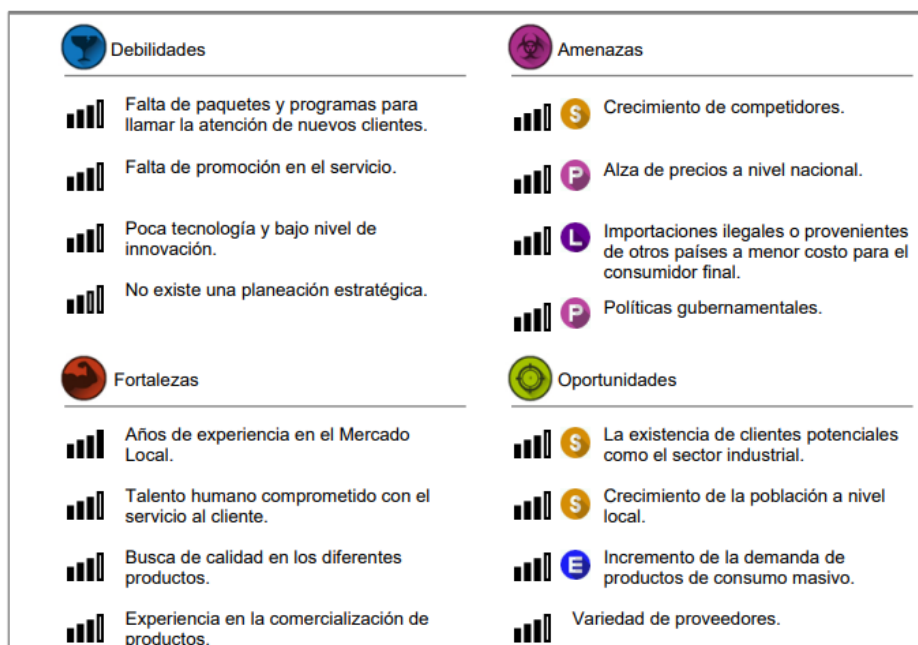 Debilidades
Falta de paquetes y programas para
llamar la atención de nuevos clientes.
Falta de promoción en el servicio.
Poca tecnología y bajo nivel de
innovación.
No existe una planeación estratégica.
Amenazas
S Crecimiento de competidores.
P Alza de precios a nivel nacional.
L Importaciones ilegales o provenientes
de otros países a menor costo para el
consumidor final.
P Políticas gubernamentales.
Fortalezas
Años de experiencia en el Mercado
Local.
Talento humano comprometido con el
servicio al cliente.
Busca de calidad en los diferentes
productos.
Experiencia en la comercialización de
productos.
Oportunidades
S La existencia de clientes potenciales
como el sector industrial.
S Crecimiento de la población a nivel
local.
E Incremento de la demanda de
productos de consumo masivo.
Variedad de proveedores.